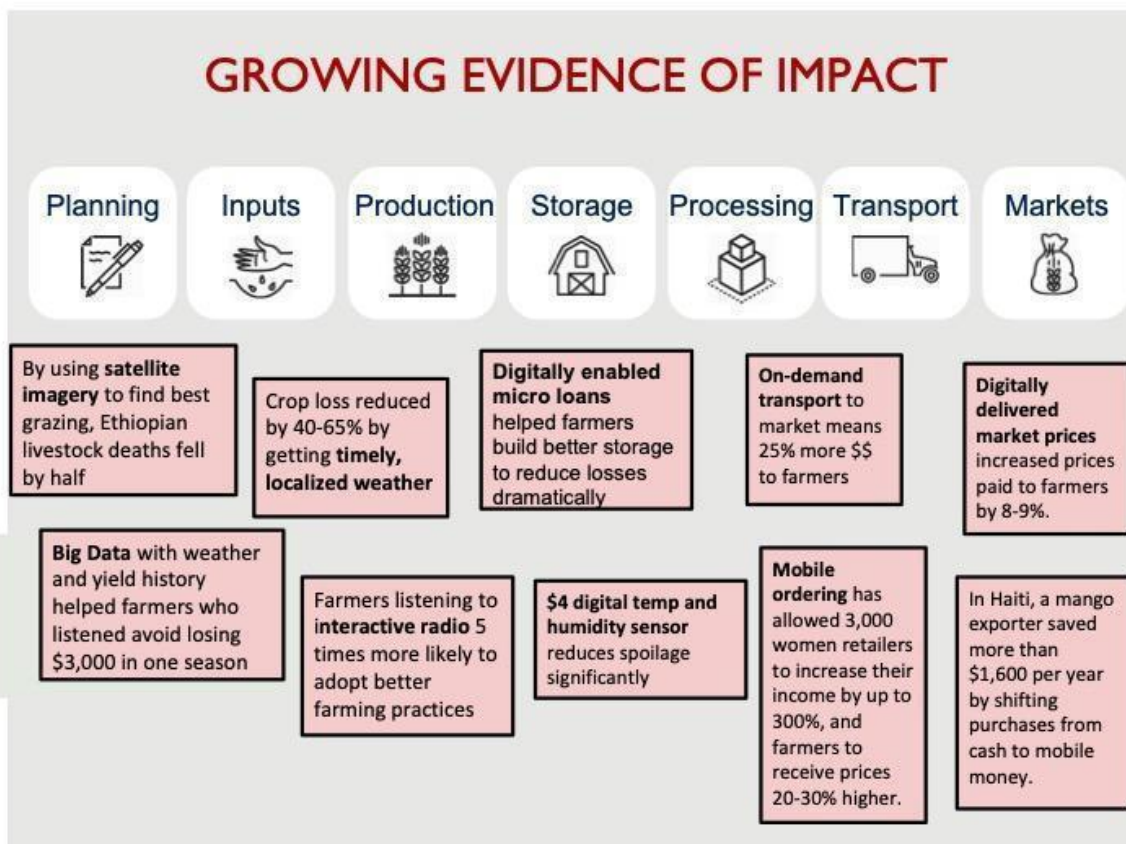 GROWING EVIDENCE OF IMPACT
Planning
Inputs
Production
Storage
Processing
Transport
Markets
By using satellite
imagery to find best
grazing, Ethiopian
livestock deaths fell
by half
Crop loss reduced
by 40-65% by
getting timely,
localized weather
Digitally enabled
micro loans
helped farmers
build better storage
to reduce losses
dramatically
On-demand
transport to
market means
25% more $$
to farmers
Digitally
delivered
market prices
increased prices
paid to farmers
by 8-9%.
Big Data with weather
and yield history
helped farmers who
listened avoid losing
$3,000 in one season
Farmers listening to
interactive radio 5
times more likely to
adopt better
farming practices
$4 digital temp and
humidity sensor
reduces spoilage
significantly
Mobile
ordering has
allowed 3,000
women retailers
to increase their
income by up to
300%, and
farmers to
receive prices
20-30% higher.
In Haiti, a mango
exporter saved
more than
$1,600 per year
by shifting
purchases from
cash to mobile
money.